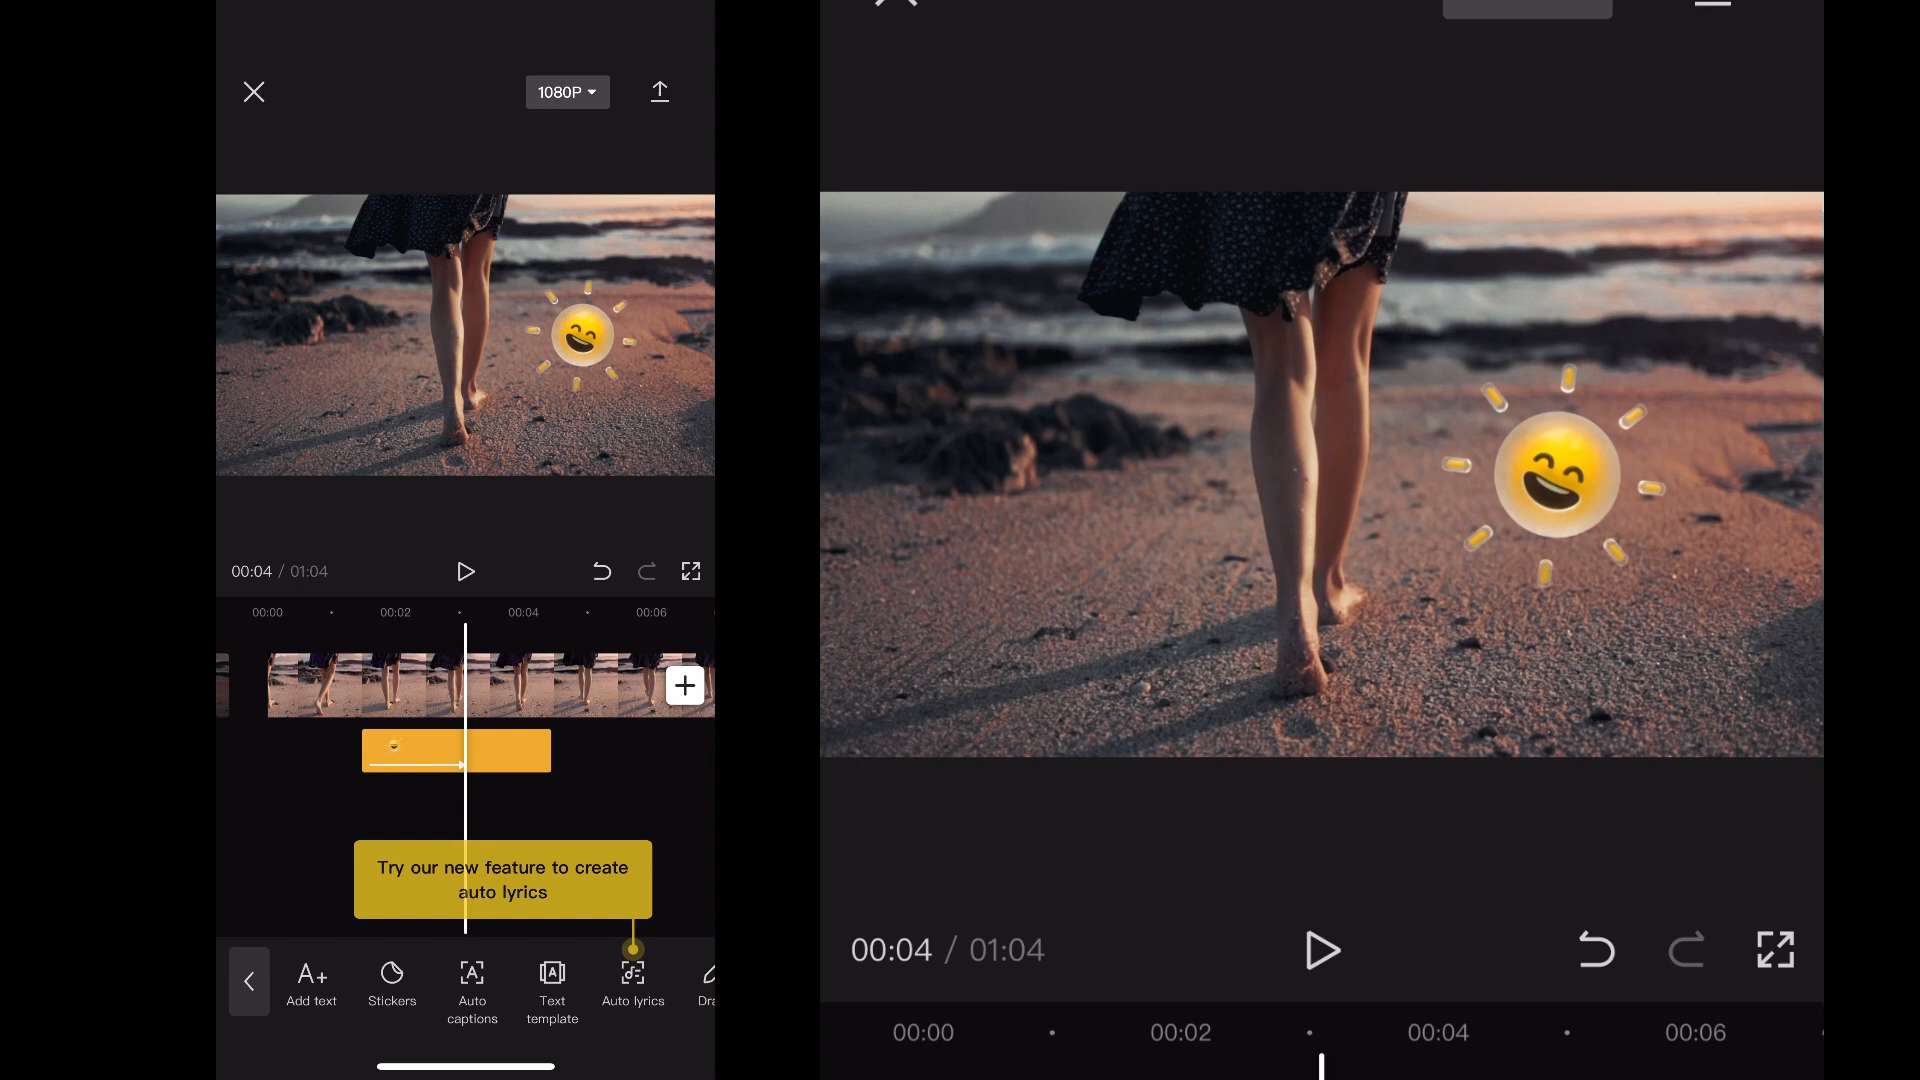 1080P
00:04 / 01:04
00:00 00:02 00:04 00:06
Try our new feature to create
auto lyrics
Add text
Stickers
Auto
captions
Text
template
Auto lyrics
Dra
00:04 / 01:04
00:00 00:02 00:04 00:06